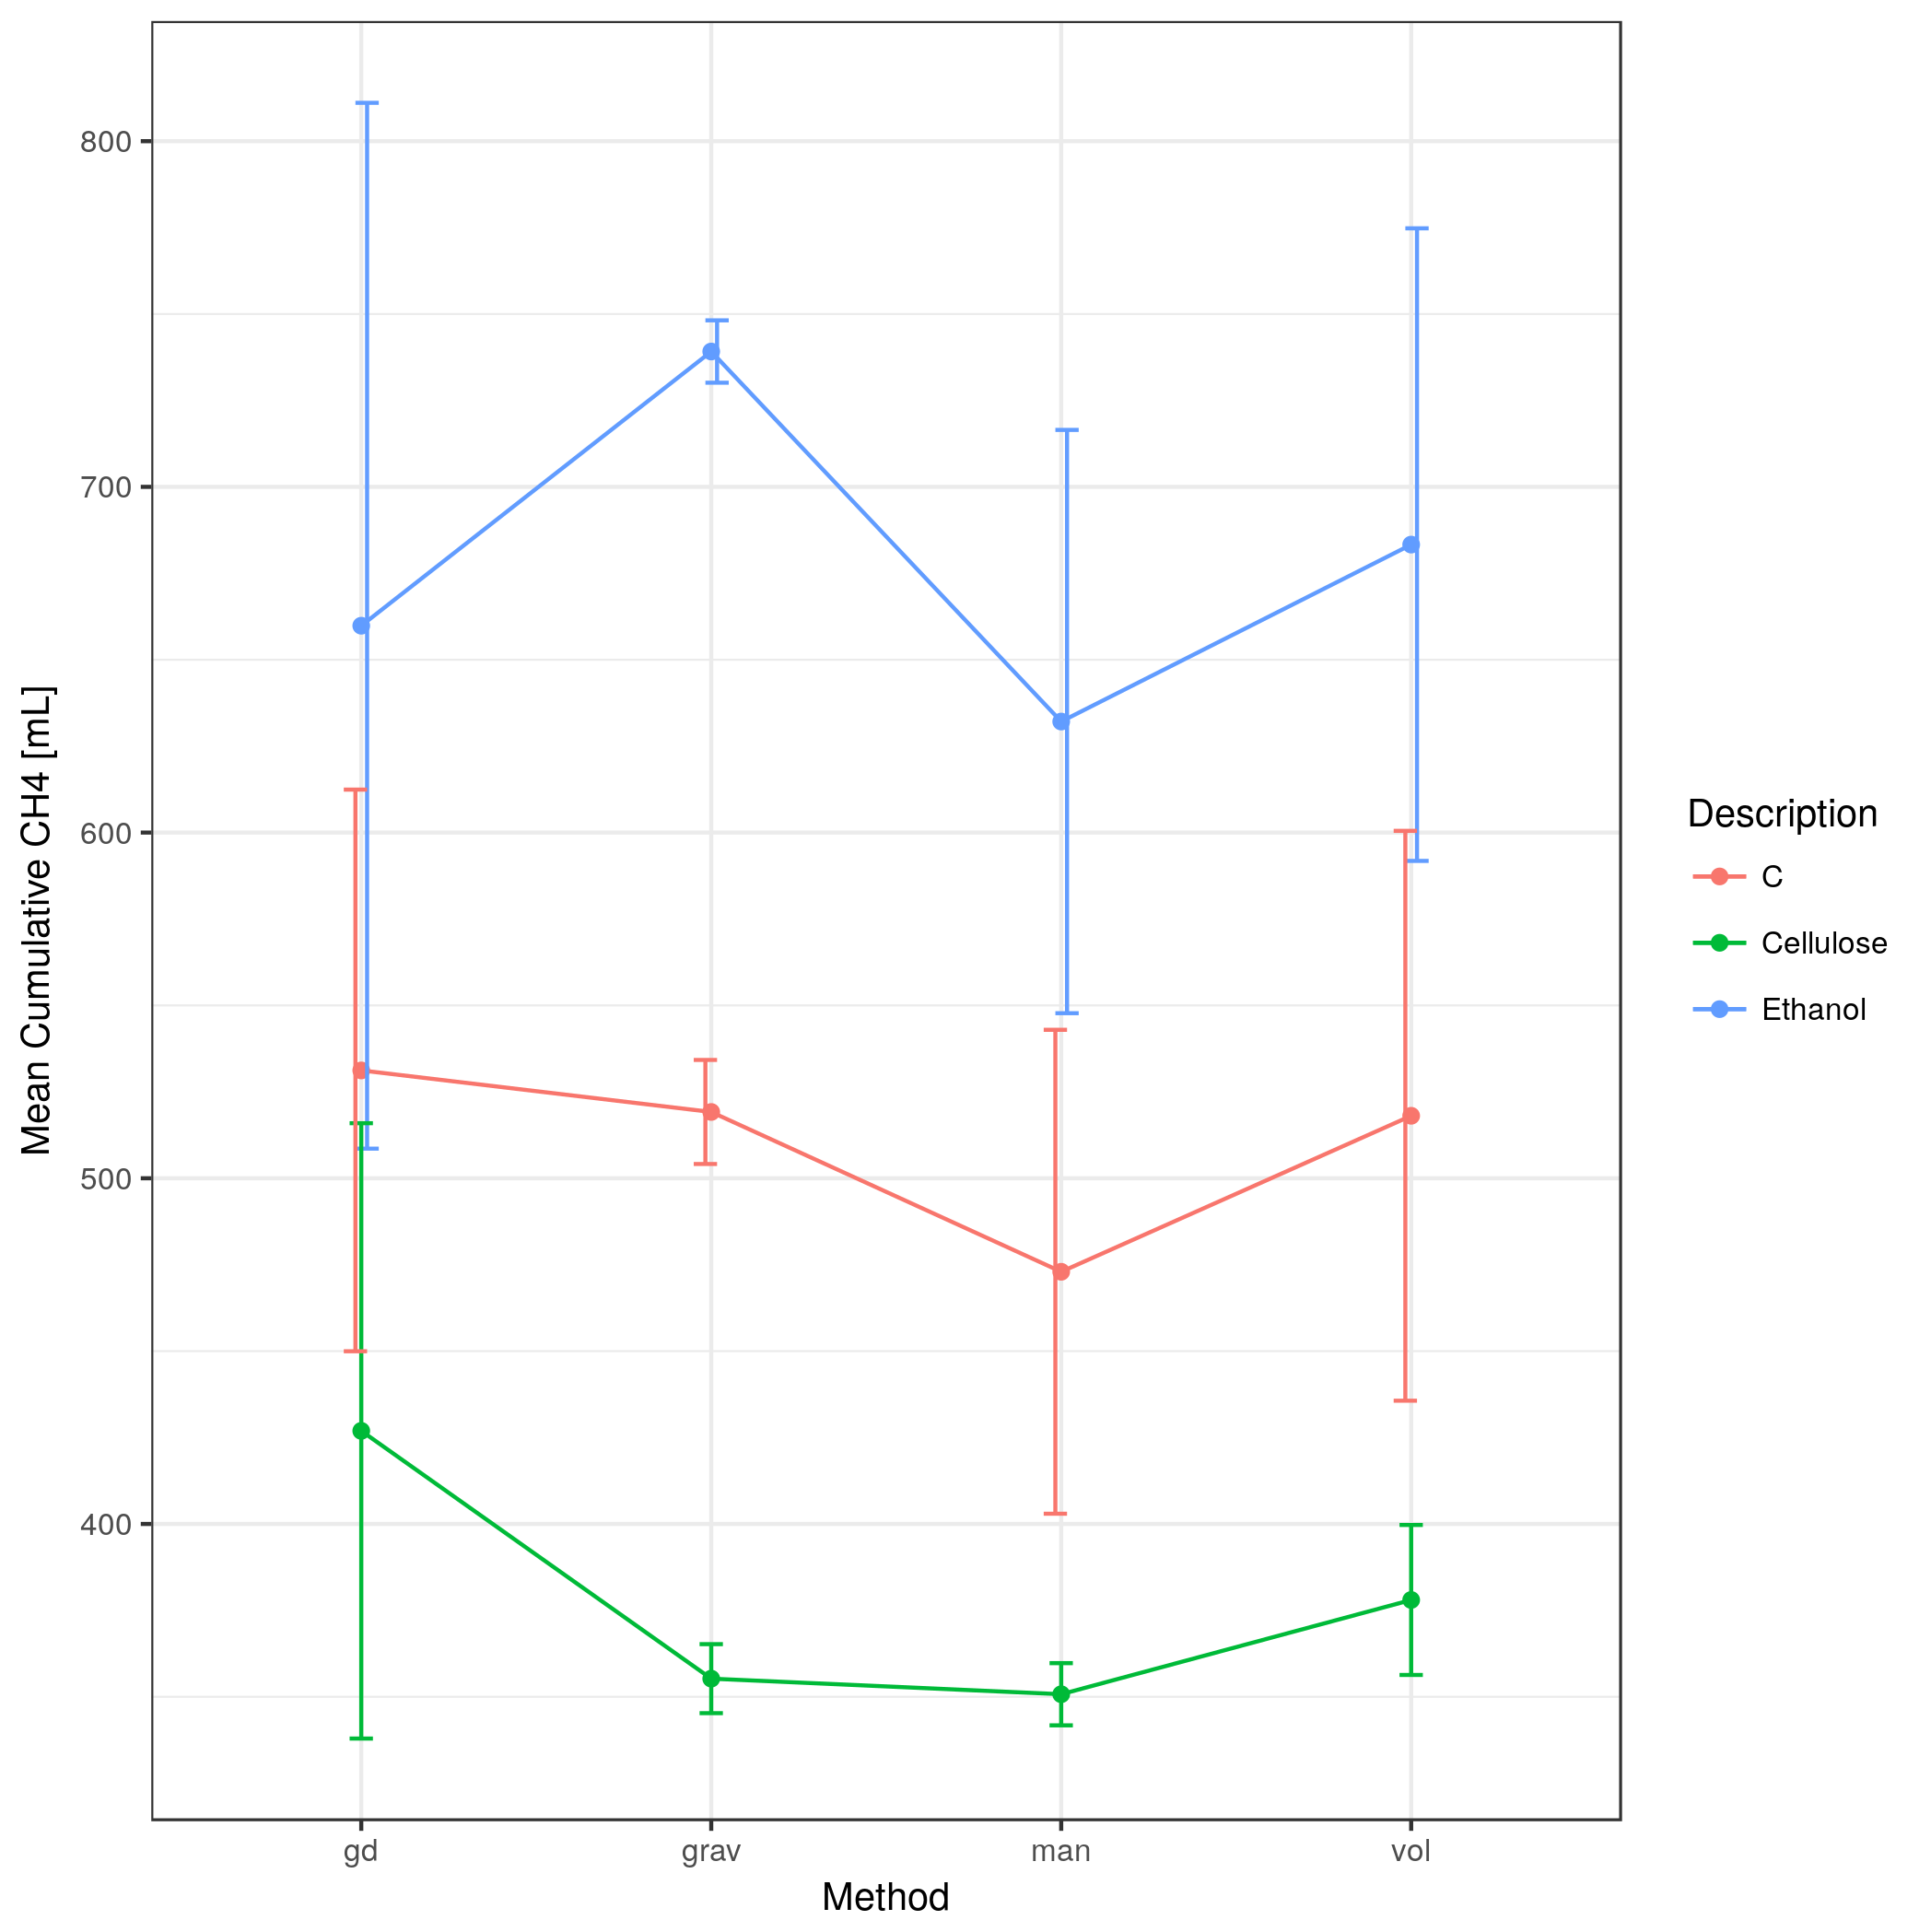 Mean Cumulative CH4 [mL]
800
700
600
500
400
gd grav man vol
Method
Description
C
Cellulose
Ethanol